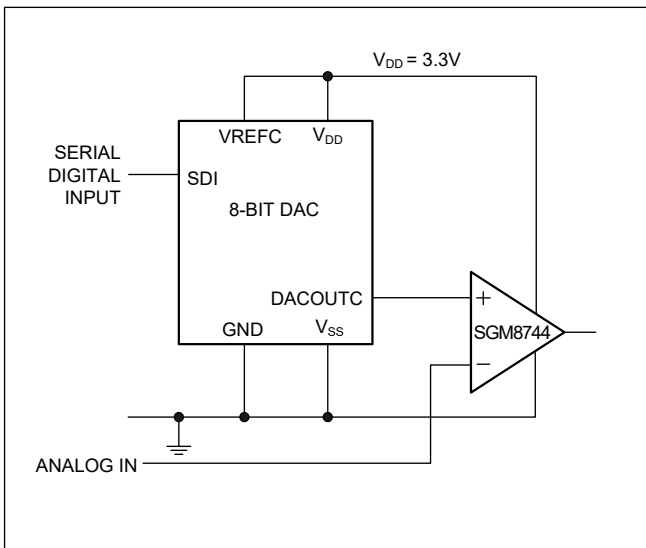 V_DD = 3.3V
VREFC V_DD
SERIAL
DIGITAL
INPUT
SDI
8-BIT DAC
DACOUTC
GND V_SS
+
SGM8744
−
ANALOG IN